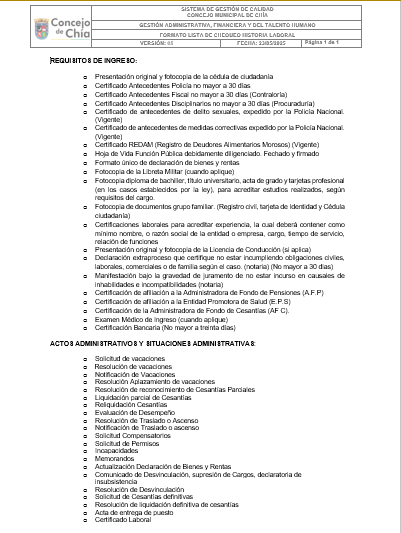 Concejo
de Chía
SISTEMA DE GESTIÓN DE CALIDAD
CONCEJO MUNICIPAL DE CHÍA
GESTIÓN ADMINISTRATIVA, FINANCIERA Y DEL TALENTO HUMANO
FORMATO LISTA DE CHEQUEO HISTORIA LABORAL
VERSIÓN: 03 FECHA: 23/05/2025 Página 1 de 1
REQUISITOS DE INGRESO:
Presentación original y fotocopia de la cédula de ciudadanía
Certificado Antecedentes Policía no mayor a 30 días
Certificado Antecedentes Fiscal no mayor a 30 días (Contraloría)
Certificado Antecedentes Disciplinarios no mayor a 30 días (Procuraduría)
Certificado de antecedentes de delito sexuales, expedido por la Policía Nacional.
(Vigente)
Certificado de antecedentes de medidas correctivas expedido por la Policía Nacional.
(Vigente)
Certificado REDAM (Registro de Deudores Alimentarios Morosos) (Vigente)
Hoja de Vida Función Pública debidamente diligenciado. Fechado y firmado
Formato único de declaración de bienes y rentas
Fotocopia de la Libreta Militar (cuando aplique)
Fotocopia diploma de bachiller, título universitario, acta de grado y tarjetas profesional
(en los casos establecidos por la ley), para acreditar estudios realizados, según
requisitos del cargo.
Fotocopia de documentos grupo familiar. (Registro civil, tarjeta de Identidad y Cédula
ciudadanía)
Certificaciones laborales para acreditar experiencia, la cual deberá contener como
mínimo nombre, o razón social de la entidad o empresa, cargo, tiempo de servicio,
relación de funciones
Presentación original y fotocopia de la Licencia de Conducción (si aplica)
Declaración extraproceso que certifique no estar incumpliendo obligaciones civiles,
laborales, comerciales o de familia según el caso. (notaria) (No mayor a 30 días)
Manifestación bajo la gravedad de juramento de no estar incurso en causales de
inhabilidades e incompatibilidades (notaria)
Certificación de afiliación a la Administradora de Fondo de Pensiones (A.F.P)
Certificación de afiliación a la Entidad Promotora de Salud (E.P.S)
Certificación de la Administradora de Fondo de Cesantías (AF C).
Examen Médico de Ingreso (cuando aplique)
Certificación Bancaria (No mayor a treinta días)
ACTOS ADMINISTRATIVOS Y SITUACIONES ADMINISTRATIVAS:
Solicitud de vacaciones
Resolución de vacaciones
Notificación de Vacaciones
Resolución Aplazamiento de vacaciones
Resolución de reconocimiento de Cesantías Parciales
Liquidación parcial de Cesantías
Reliquidación Cesantías
Evaluación de Desempeño
Resolución de Traslado o Ascenso
Notificación de Traslado o ascenso
Solicitud Compensatorios
Solicitud de Permisos
Incapacidades
Memorandos
Actualización Declaración de Bienes y Rentas
Comunicado de Desvinculación, supresión de Cargos, declaratoria de
insubsistencia
Resolución de Desvinculación
Solicitud de Cesantías definitivas
Resolución de liquidación definitiva de cesantías
Acta de entrega de puesto
Certificado Laboral